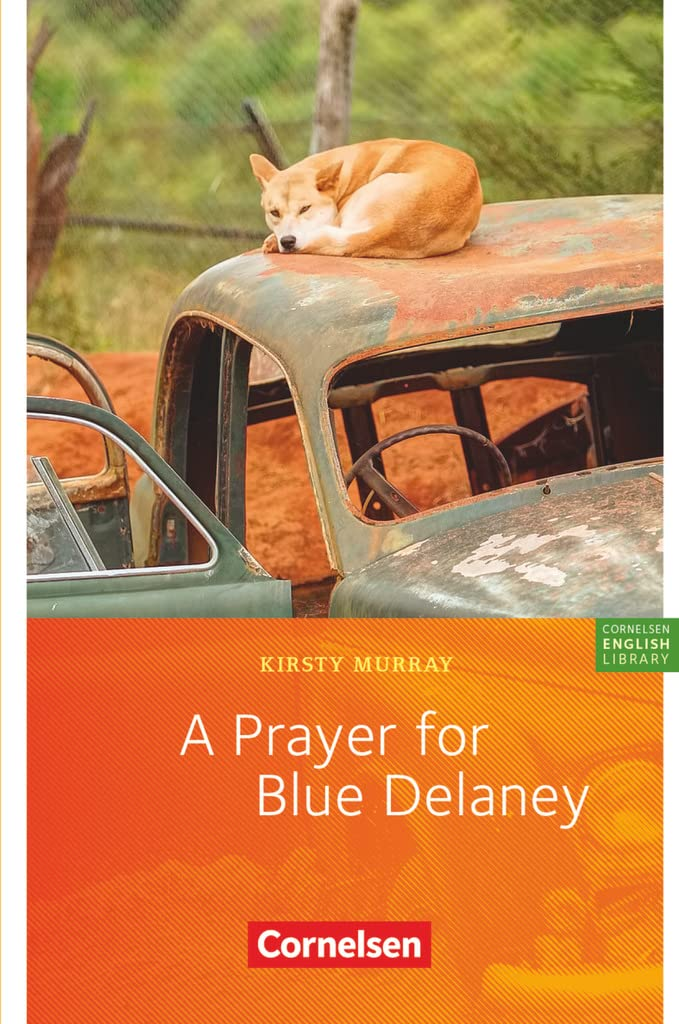 CORNELSEN
ENGLISH
LIBRARY
KIRSTY MURRAY
A Prayer for
Blue Delaney
Cornelsen